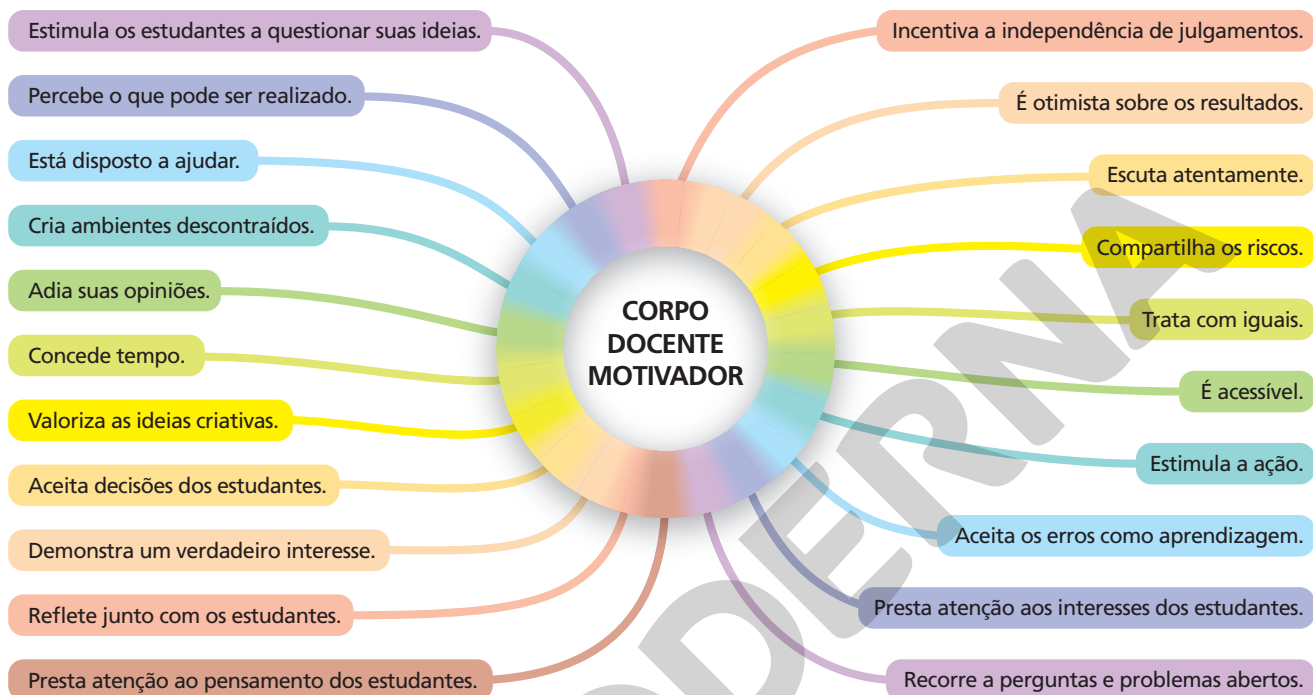 Estimula os estudantes a questionar suas ideias.
Percebe o que pode ser realizado.
Está disposto a ajudar.
Cria ambientes descontraídos.
Adia suas opiniões.
Concede tempo.
Valoriza as ideias criativas.
Aceita decisões dos estudantes.
Demonstra um verdadeiro interesse.
Reflete junto com os estudantes.
Presta atenção ao pensamento dos estudantes.
CORPO
DOCENTE
MOTIVADOR
Incentiva a independência de julgamentos.
É otimista sobre os resultados.
Escuta atentamente.
Compartilha os riscos.
Trata com iguais.
É acessível.
Estimula a ação.
Aceita os erros como aprendizagem.
Presta atenção aos interesses dos estudantes.
Recorre a perguntas e problemas abertos.
ODERNA